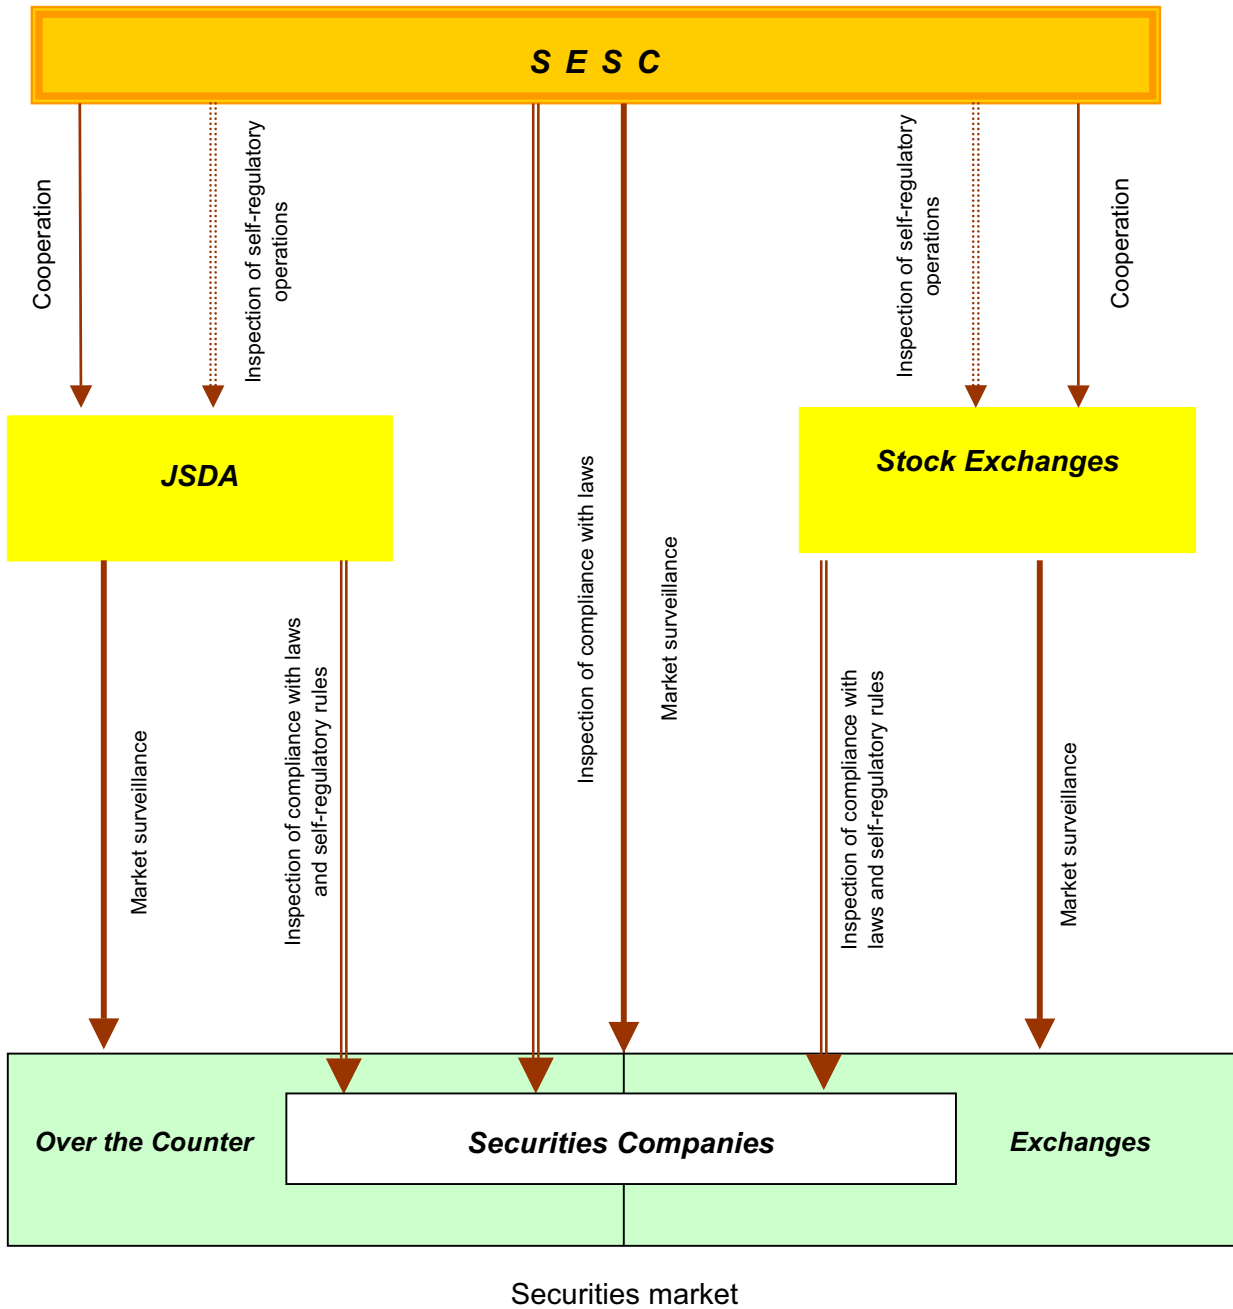 S E S C
Cooperation
Inspection of self-regulatory
operations
Inspection of self-regulatory
operations
Cooperation
JSDA
Stock Exchanges
Inspection of compliance with laws
Market surveillance
Market surveillance
Inspection of compliance with laws
and self-regulatory rules
Inspection of compliance with
laws and self-regulatory rules
Market surveillance
Over the Counter
Securities Companies
Exchanges
Securities market